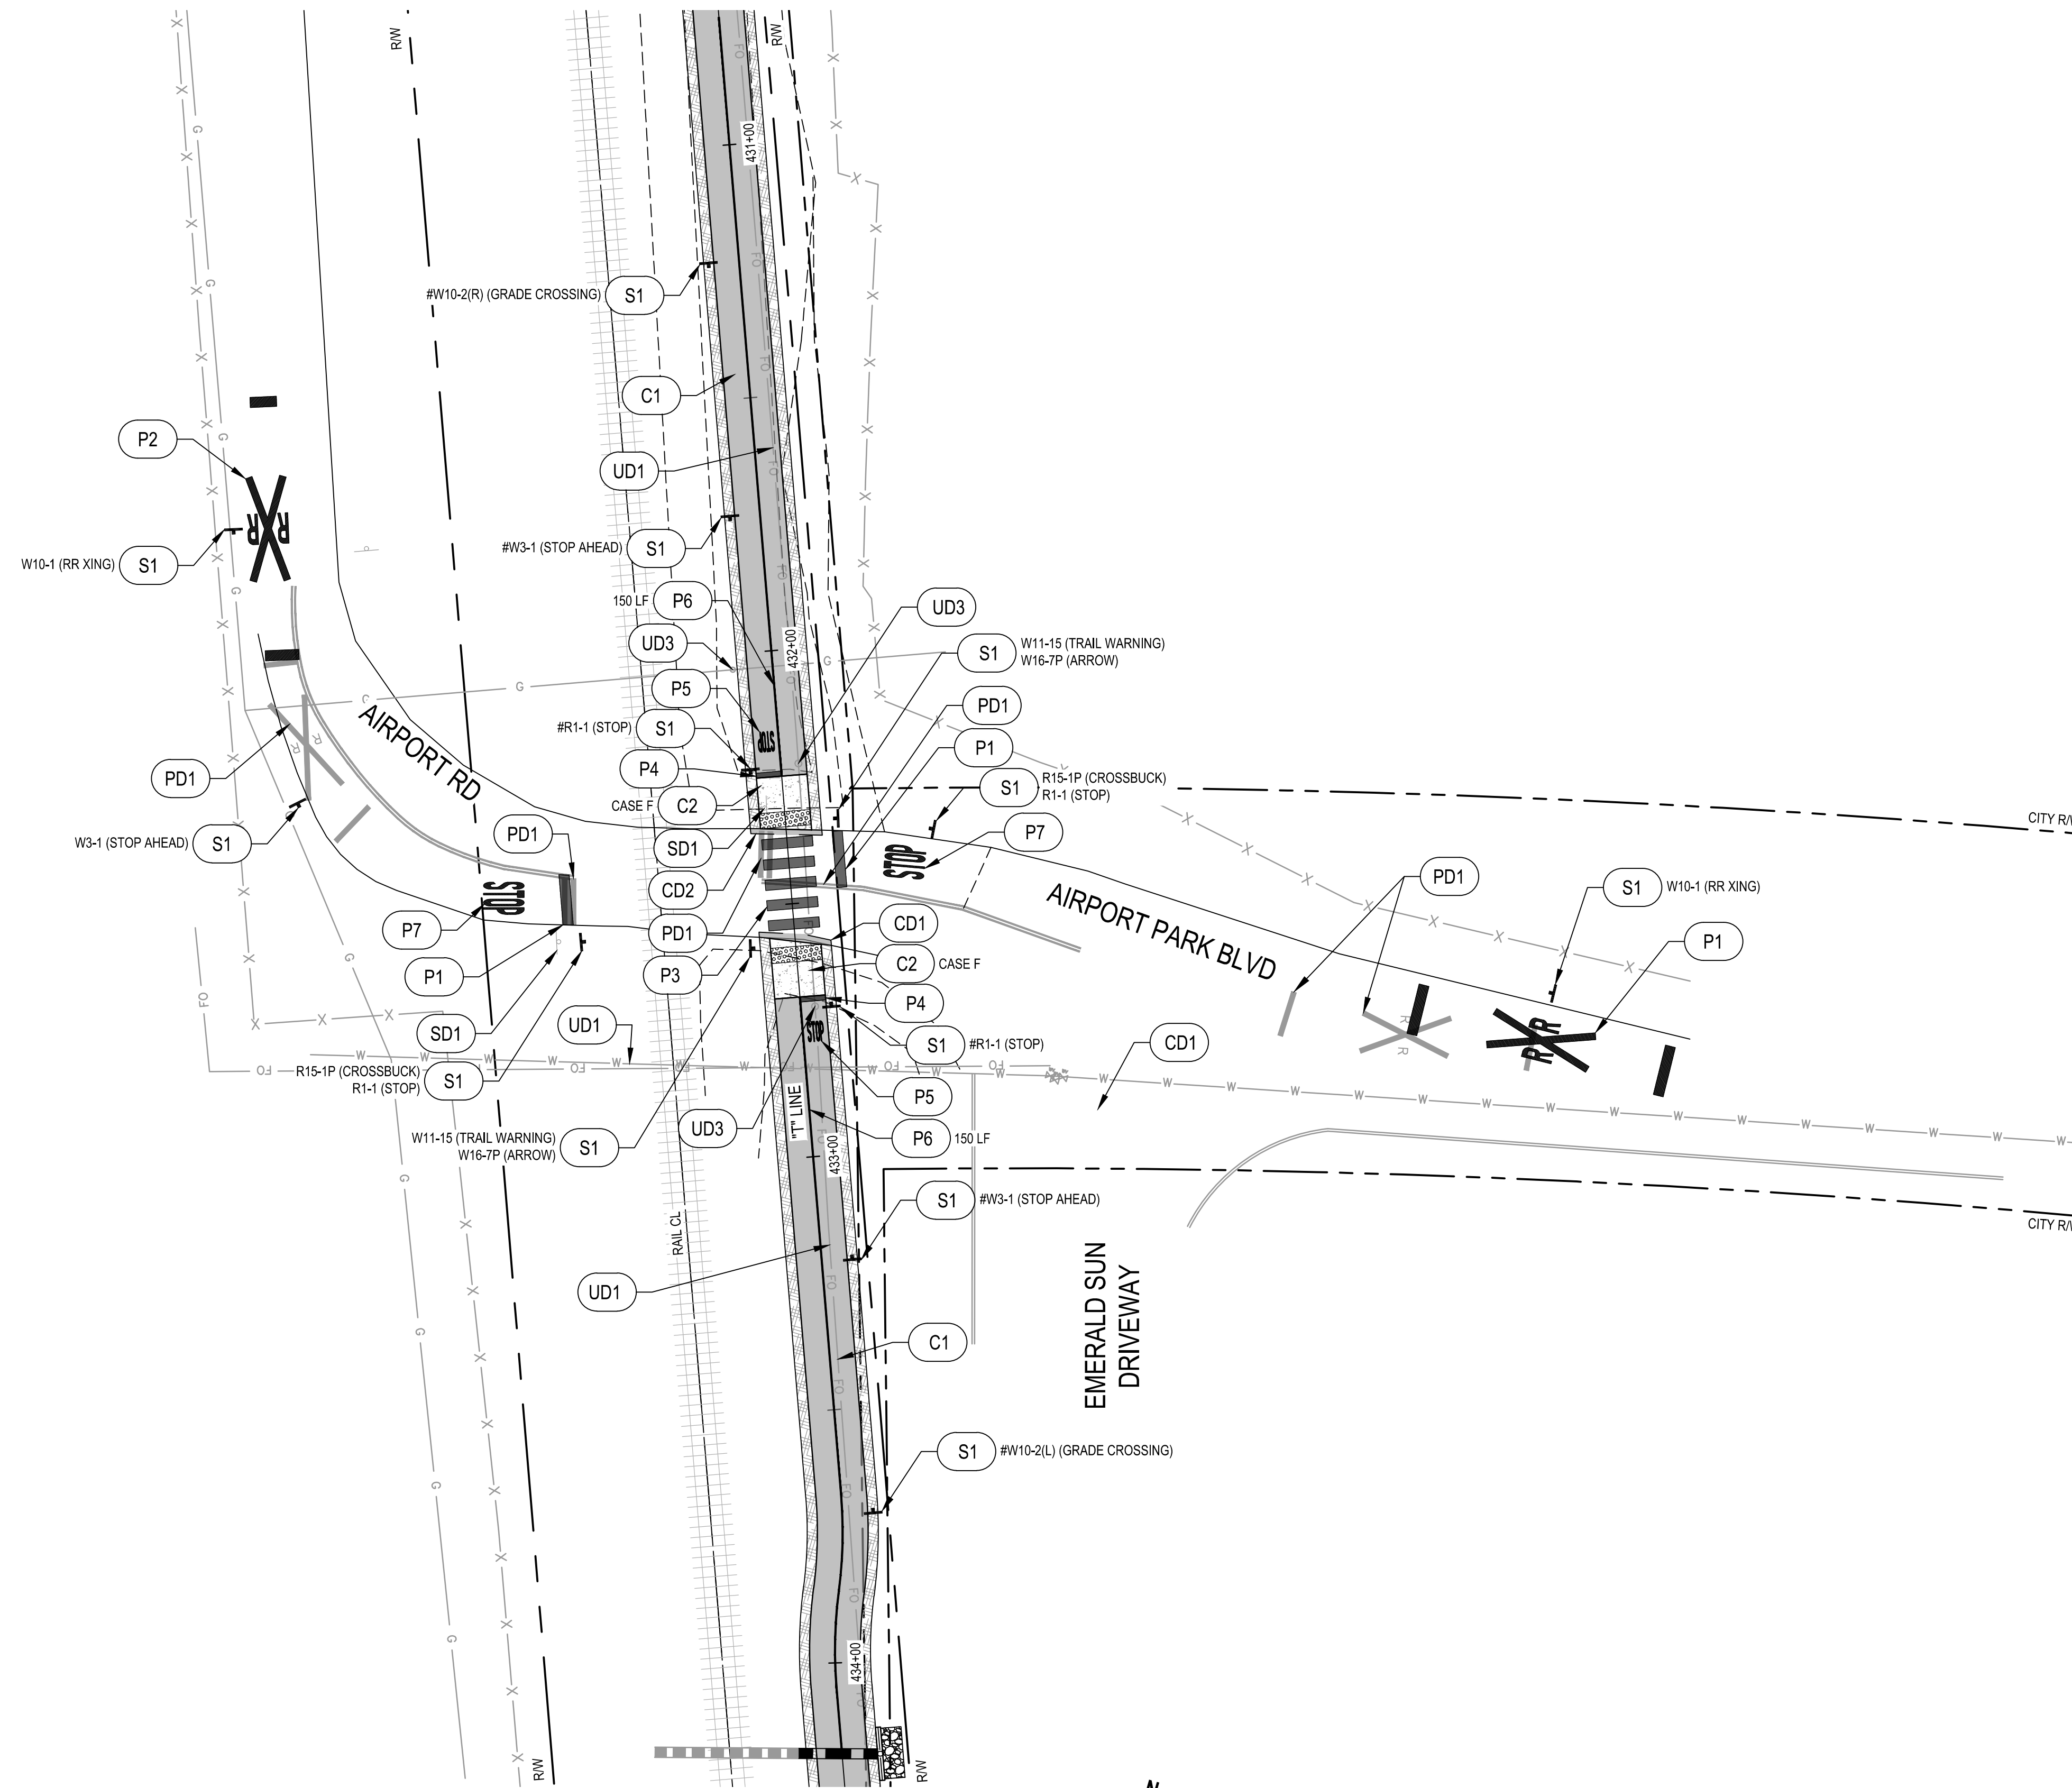 R/W
R/W
431+00
#W10-2(R) (GRADE CROSSING)
S1
C1
P2
UD1
RR
W10-1 (RR XING)
S1
#W3-1 (STOP AHEAD)
S1
150 LF
P6
UD3
UD3
432+00
S1
W11-15 (TRAIL WARNING)
W16-7P (ARROW)
P5
PD1
#R1-1 (STOP)
S1
STOP
P1
AIRPORT RD
P4
PD1
S1
R15-1P (CROSSBUCK)
R1-1 (STOP)
CASE F
C2
CITY R/W
W3-1 (STOP AHEAD)
S1
PD1
SD1
STOP
P7
CD2
PD1
S1
W10-1 (RR XING)
STOP
AIRPORT PARK BLVD
P7
PD1
CD1
P1
P1
P3
C2
CASE F
P4
RR
SD1
UD1
STOP
S1
#R1-1 (STOP)
CD1
R15-1P (CROSSBUCK)
R1-1 (STOP)
S1
P5
"T" LINE
UD3
P6
150 LF
W11-15 (TRAIL WARNING)
W16-7P (ARROW)
S1
433+00
S1
#W3-1 (STOP AHEAD)
CITY R/W
RAIL CL
UD1
EMERALD SUN
DRIVEWAY
C1
S1
#W10-2(L) (GRADE CROSSING)
434+00
R/W
R/W